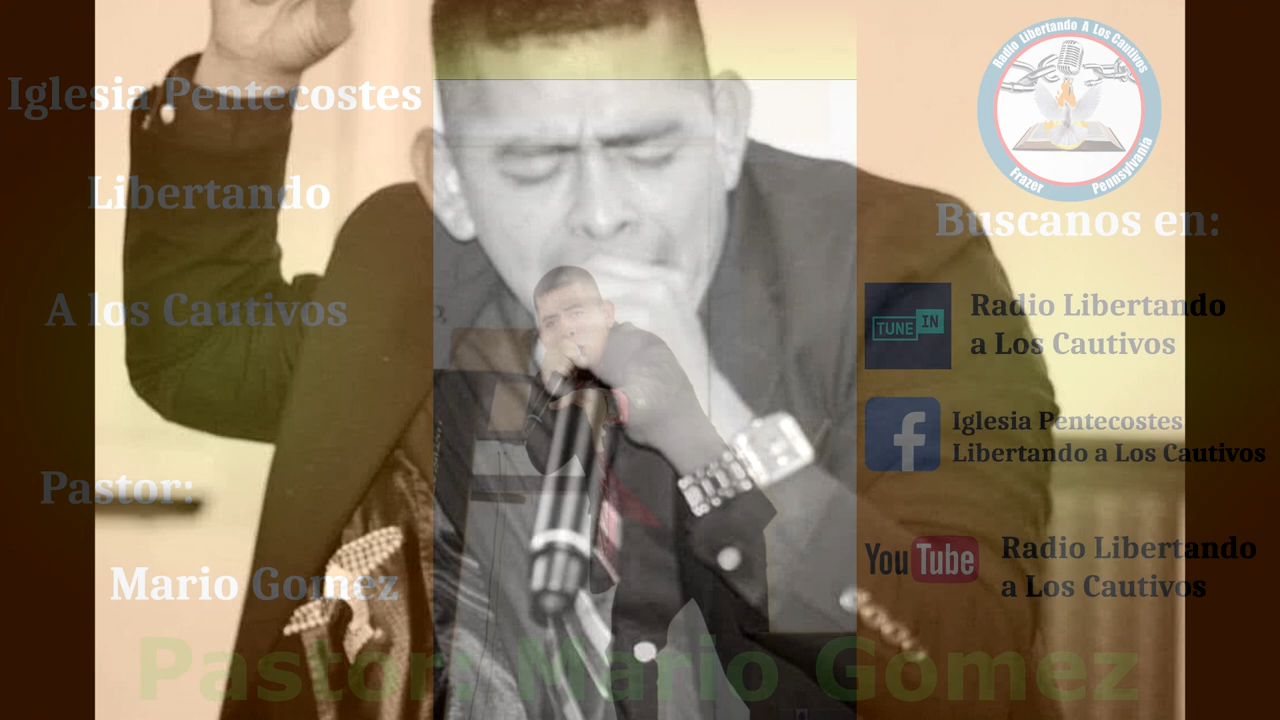 Iglesia Pentecostes
Libertando
A los Cautivos
Pastor:
Mario Gomez
Radio Libertando A Los Cautivos
Frazer
Pennsylvania
Buscanos en:
TUNE IN
Radio Libertando
a Los Cautivos
f
Iglesia Pentecostes
Libertando a Los Cautivos
YouTube
Radio Libertando
a Los Cautivos
Pastor: Mario Gomez